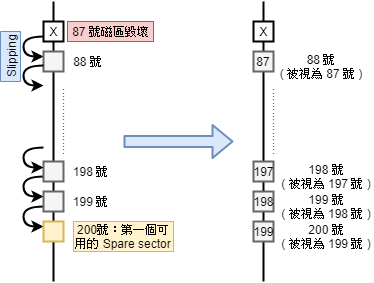 Slipping
X
87 號磁區毀壞
88 號
198 號
199 號
200號：第一個可
用的 Spare sector
X
87
88 號
（被視為 87 號）
197
198 號
（被視為 197 號）
198
199 號
（被視為 198 號）
199
200 號
（被視為 199 號）